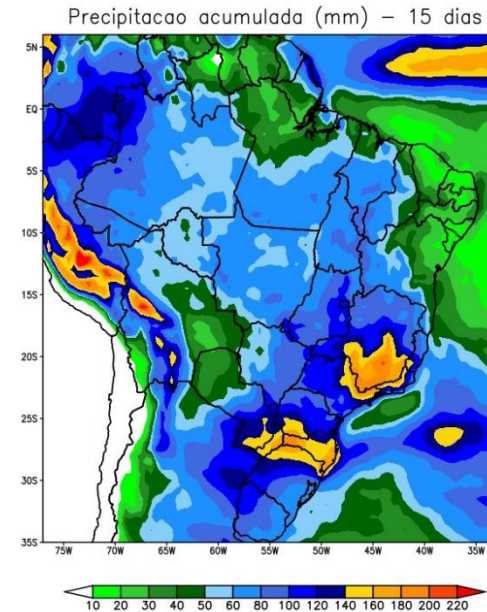 Precipitacao acumulada (mm) – 15 dias
5N
EQ
5S
10S
15S
20S
25S
30S
35S
75W 70W 65W 60W 55W 50W 45W 40W 35W
10 20 30 50 60 80 100 120 140 160 180 200 220